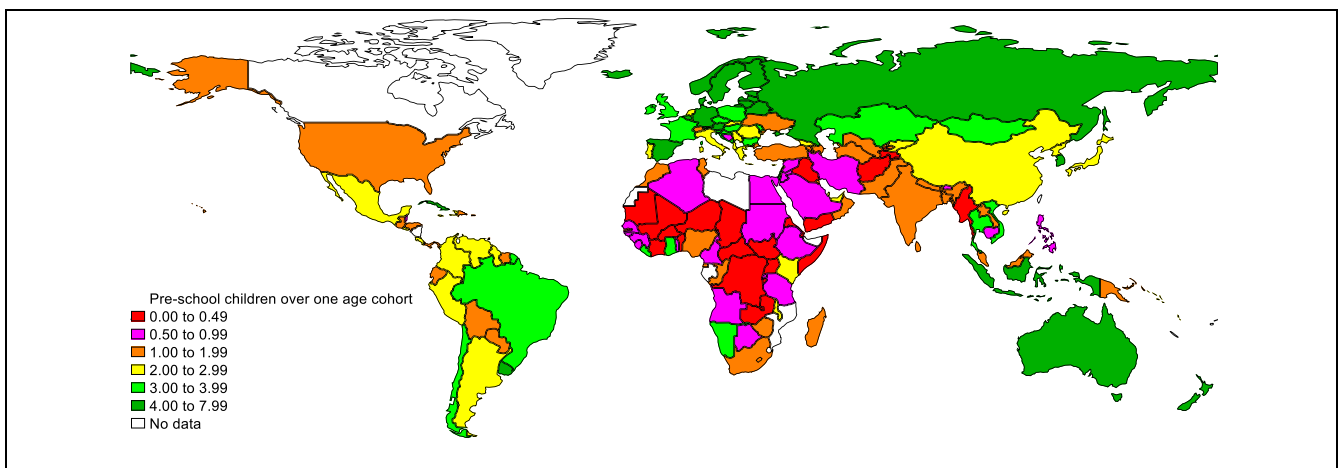 Pre-school children over one age cohort
0.00 to 0.49
0.50 to 0.99
1.00 to 1.99
2.00 to 2.99
3.00 to 3.99
4.00 to 7.99
No data